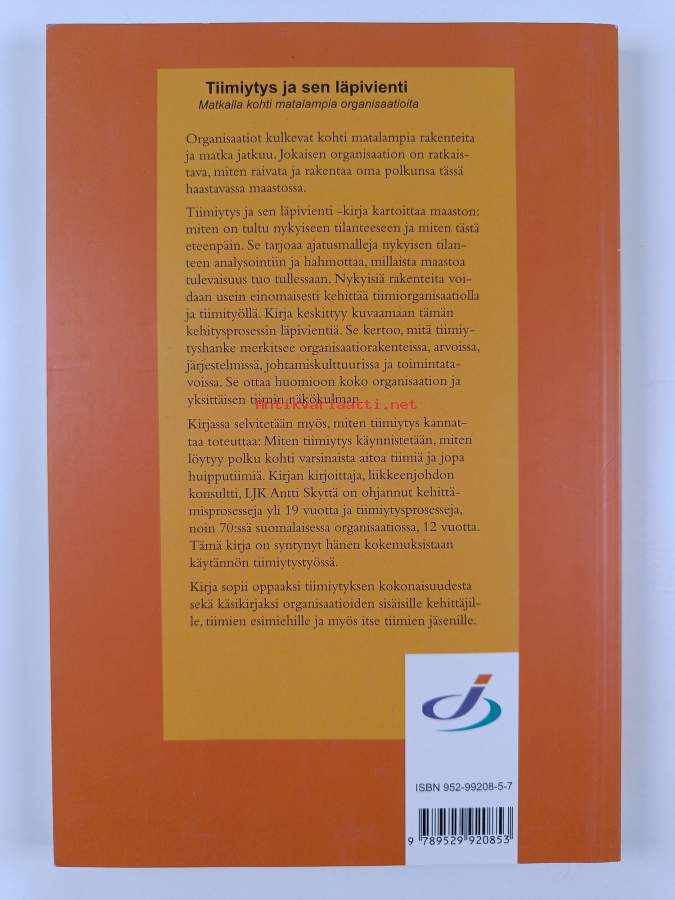 Tiimiytys ja sen läpivienti
Matkalla kohti matalampia organisaatioita
Organisaatiot kulkevat kohti matalampia rakenteita
ja matka jatkuu. Jokaisen organisaation on ratkais-
tava, miten raivata ja rakentaa oma polkunsa tässä
haastavassa maastossa.
Tiimiytys ja sen läpivienti -kirja kartoittaa maaston:
miten on tultu nykyiseen tilanteeseen ja miten tästä
eteenpäin. Se tarjoaa ajatusmalleja nykyisen tilan-
teen analysointiin ja hahmottaa, millaista maastoa
tulevaisuus tuo tullessaan. Nykyisiä rakenteita voi-
daan usein einomaisesti kehittää tiimiorganisaatiolla
ja tiimityöllä. Kirja keskittyy kuvaamaan tämän
kehitysprosessin läpivientiä. Se kertoo, mitä tiimiy-
tyshanke merkitsee organisaatiorakenteissa, arvoissa,
järjestelmissä, johtamiskulttuurissa ja toimintata-
voissa. Se ottaa huomioon koko organisaation ja
yksittäisen tiimin näkökulman.
Antikvariaatti.net
Kirjassa selvitetään myös, miten tiimiytys kannat-
taa toteuttaa: Miten tiimiytys käynnistetään, miten
löytyy polku kohti varsinaista aitoa tiimiä ja jopa
huipputiimiä. Kirjan kirjoittaja, liikkeenjohdon
konsultti, LJK Antti Skyttä on ohjannut kehittä-
misprosesseja yli 19 vuotta ja tiimiytysprosesseja,
noin 70:ssä suomalaisessa organisaatiossa, 12 vuotta.
Tämä kirja on syntynyt hänen kokemuksistaan
käytännön tiimiytystyössä.
Kirja sopii oppaaksi tiimiytyksen kokonaisuudesta
sekä käsikirjaksi organisaatioiden sisäisille kehittäjil-
le, tiimien esimiehille ja myös itse tiimien jäsenille.
ISBN 952-99208-5-7
9 789529 920853